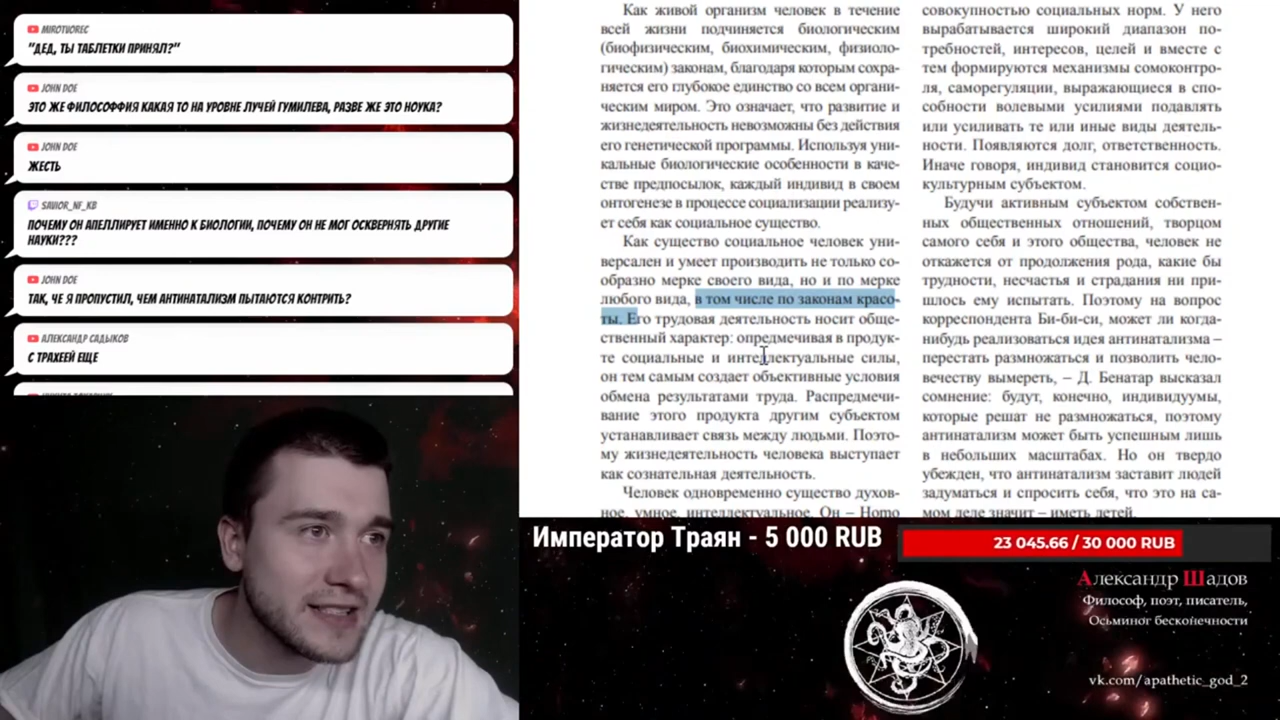 MIROTVOREC
"ДЕД, ТЫ ТАБЛЕТКИ ПРИНЯЛ?"
JOHN DOE
ЭТО ЖЕ ФИЛОСОФФИЯ КАКАЯ ТО НА УРОВНЕ ЛУЧЕЙ ГУМИЛЕВА, РАЗВЕ ЖЕ ЭТО НОУКА?
JOHN DOE
ЖЕСТЬ
SAVIOR_NF_KB
ПОЧЕМУ ОН АПЕЛЛИРУЕТ ИМЕННО К БИОЛОГИИ, ПОЧЕМУ ОН НЕ МОГ ОСКВЕРНЯТЬ ДРУГИЕ
НАУКИ???
JOHN DOE
ТАК, ЧЕ Я ПРОПУСТИЛ, ЧЕМ АНТИНАТАЛИЗМ ПЫТАЮТСЯ КОНТРИТЬ?
АЛЕКСАНДР САДЫКОВ
С ТРАХЕЕЙ ЕЩЕ
Как живой организм человек в течение
всей жизни подчиняется биологическим
(биофизическим, биохимическим, физиоло-
гическим) законам, благодаря которым сохра-
няется его глубокое единство со всем органи-
ческим миром. Это означает, что развитие и
жизнедеятельность невозможны без действия
его генетической программы. Используя уни-
кальные биологические особенности в каче-
стве предпосылок, каждый индивид в своем
онтогенезе в процессе социализации реализу-
ет себя как социальное существо.
Как существо социальное человек уни-
версален и умеет производить не только со-
образно мерке своего вида, но и по мерке
любого вида, в том числе по законам красо-
ты. Его трудовая деятельность носит обще-
ственный характер: опредмечивая в продук-
те социальные и интеллектуальные силы,
он тем самым создает объективные условия
обмена результатами труда. Распредмечи-
вание этого продукта другим субъектом
устанавливает связь между людьми. Поэто-
му жизнедеятельность человека выступает
как сознательная деятельность.
Человек одновременно существо духов-
ное, умное, интеллектуальное. Он – Homo
совокупностью социальных норм. У него
вырабатывается широкий диапазон по-
требностей, интересов, целей и вместе с
тем формируются механизмы сомоконтро-
ля, саморегуляции, выражающиеся в спо-
собности волевыми усилиями подавлять
или усиливать те или иные виды деятель-
ности. Появляются долг, ответственность.
Иначе говоря, индивид становится социо-
культурным субъектом.
Будучи активным субъектом собствен-
ных общественных отношений, творцом
самого себя и этого общества, человек не
откажется от продолжения рода, какие бы
трудности, несчастья и страдания ни при-
шлось ему испытать. Поэтому на вопрос
корреспондента Би-би-си, может ли когда-
нибудь реализоваться идея антинатализма –
перестать размножаться и позволить чело-
вечеству вымереть, – Д. Бенатар высказал
сомнение: будут, конечно, индивидуумы,
которые решат не размножаться, поэтому
антинатализм может быть успешным лишь
в небольших масштабах. Но он твердо
убежден, что антинатализм заставит людей
задуматься и спросить себя, что это на са-
мом деле значит – иметь детей.
Император Траян - 5 000 RUB
23 045.66 / 30 000 RUB
Александр Шадов
Философ, поэт, писатель,
Осьминог бесконечности
vk.com/apathetic_god_2